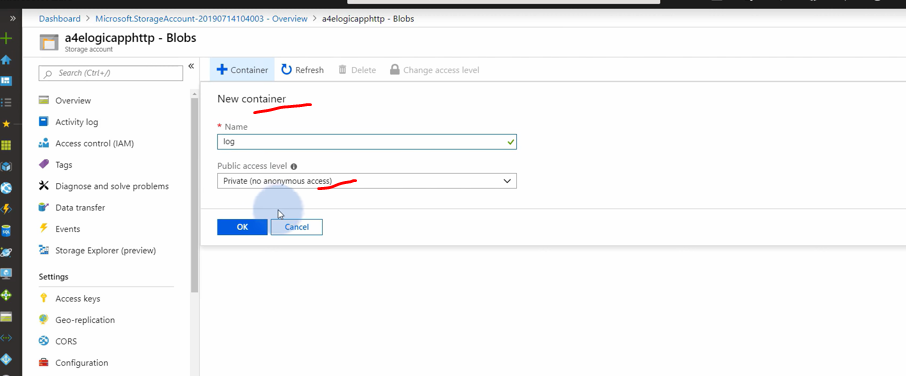 Dashboard > Microsoft.StorageAccount-20190714104003 - Overview > a4elogicapphttp - Blobs
a4elogicapphttp - Blobs
Storage account
Search (Ctrl+/)
Overview
Activity log
Access control (IAM)
Tags
Diagnose and solve problems
Data transfer
Events
Storage Explorer (preview)
Settings
Access keys
Geo-replication
CORS
Configuration
Container Refresh Delete Change access level
New container
* Name
log
Public access level
Private (no anonymous access)
OK Cancel